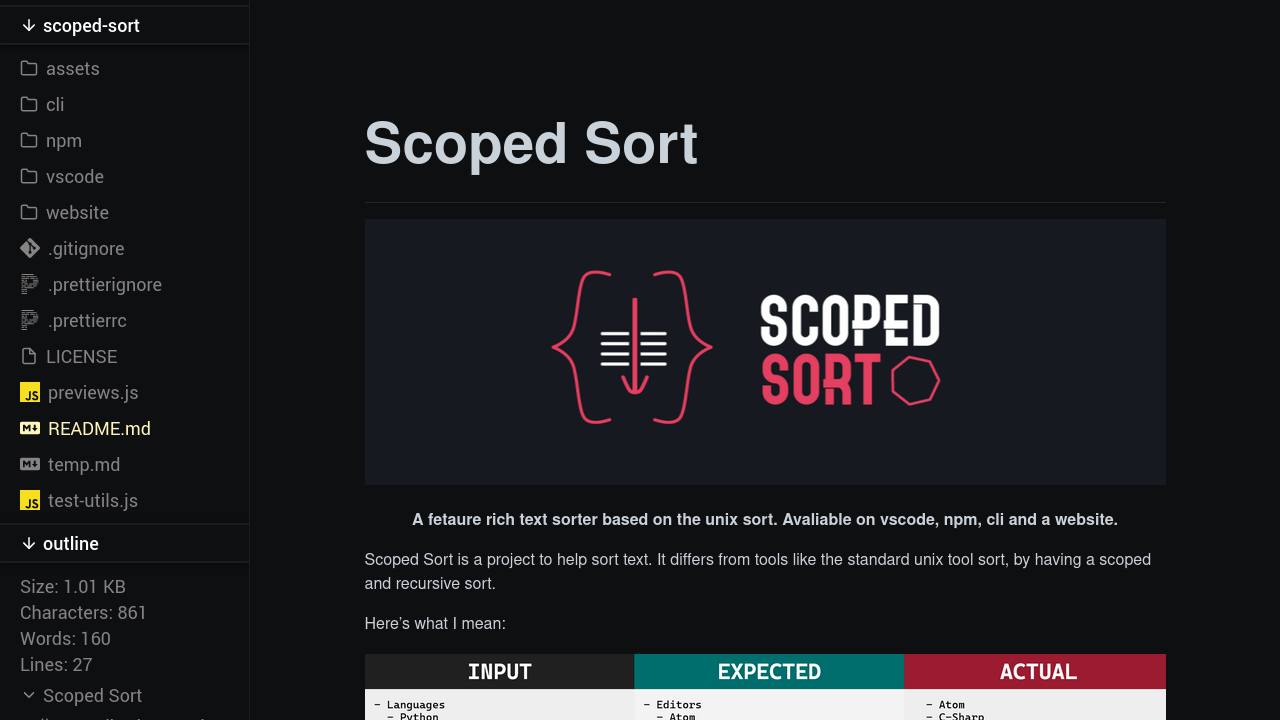 scoped-sort
assets
cli
npm
vscode
website
.gitignore
.prettierignore
.prettierrc
LICENSE
JS previews.js
README.md
temp.md
JS test-utils.js
outline
Size: 1.01 KB
Characters: 861
Words: 160
Lines: 27
Scoped Sort
Scoped Sort
SCOPED
SORT
A fetaure rich text sorter based on the unix sort. Avaliable on vscode, npm, cli and a website.
Scoped Sort is a project to help sort text. It differs from tools like the standard unix tool sort, by having a scoped
and recursive sort.
Here's what I mean:
INPUT EXPECTED ACTUAL
- Languages - Editors - Atom
- Python - Atom - C-Sharp